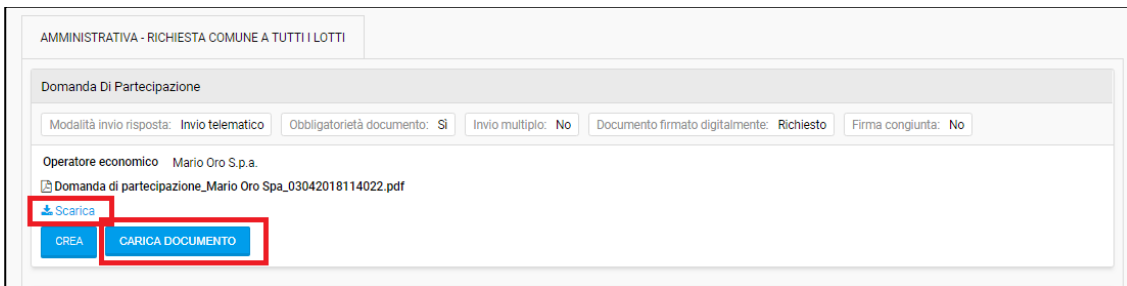 AMMINISTRATIVA - RICHIESTA COMUNE A TUTTI I LOTTI
Domanda Di Partecipazione
Modalità invio risposta: Invio telematico Obbligatorietà documento: Sì Invio multiplo: No Documento firmato digitalmente: Richiesto Firma congiunta: No
Operatore economico Mario Oro S.p.a.
Domanda di partecipazione_Mario Oro Spa_03042018114022.pdf
Scarica
CREA CARICA DOCUMENTO